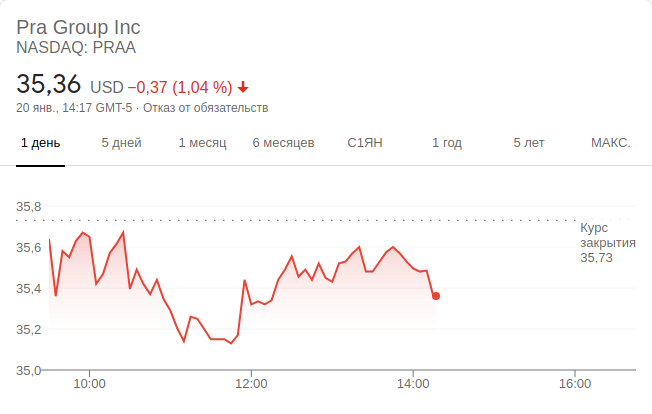 Pra Group Inc
NASDAQ: PRAA
35,36 USD −0,37 (1,04 %)
20 янв., 14:17 GMT-5 · Отказ от обязательств
1 день 5 дней 1 месяц 6 месяцев С1ЯН 1 год 5 лет МАКС.
35,8
Курс
закрытия
35,73
35,6
35,4
35,2
35,0
10:00 12:00 14:00 16:00